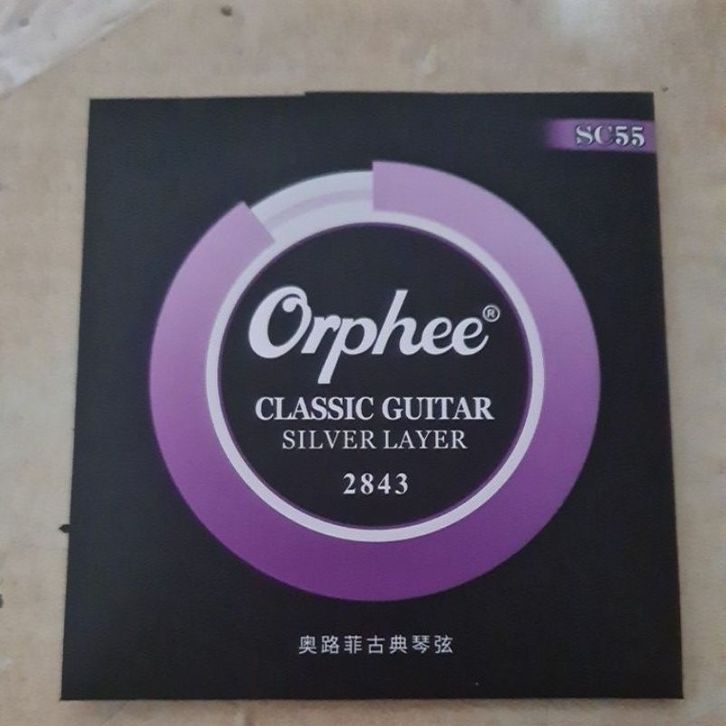 SC55
Orphee®
CLASSIC GUITAR
SILVER LAYER
2843
奥路菲古典琴弦